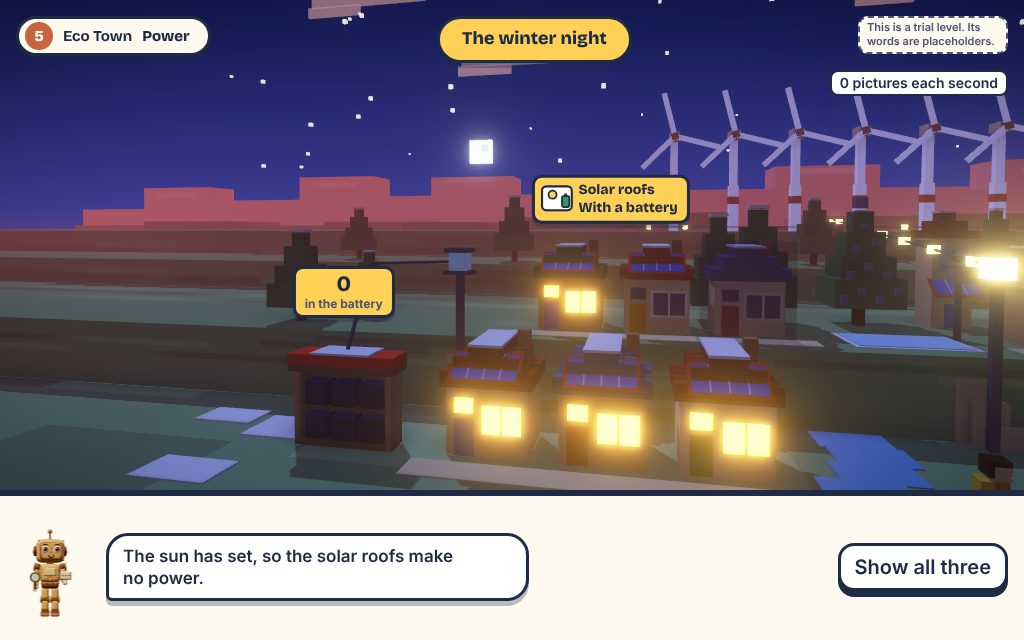 5 Eco Town Power
The winter night
This is a trial level. Its
words are placeholders.
0 pictures each second
Solar roofs
With a battery
0
in the battery
The sun has set, so the solar roofs make
no power.
Show all three